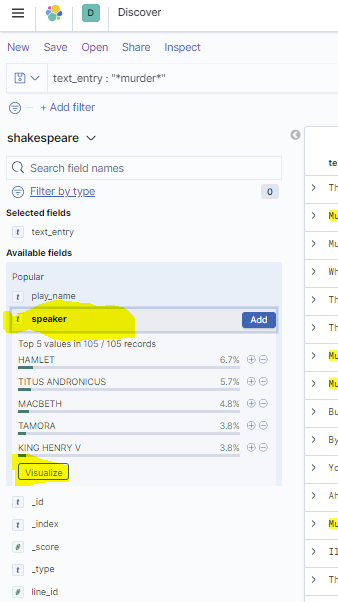 D Discover
New Save Open Share Inspect
text_entry : "*murder*"
+ Add filter
shakespeare
Search field names
Filter by type 0
Selected fields
t text_entry
Available fields
Popular
t play_name
t speaker Add
Top 5 values in 105 / 105 records
HAMLET 6.7%
TITUS ANDRONICUS 5.7%
MACBETH 4.8%
TAMORA 3.8%
KING HENRY V 3.8%
Visualize
t _id
t _index
# _score
t _type
# line_id
te
Th
Mu
Mu
Wh
Th
Th
Mu
Mu
Bu
By
Yo
Ah
Mu
Il
Th